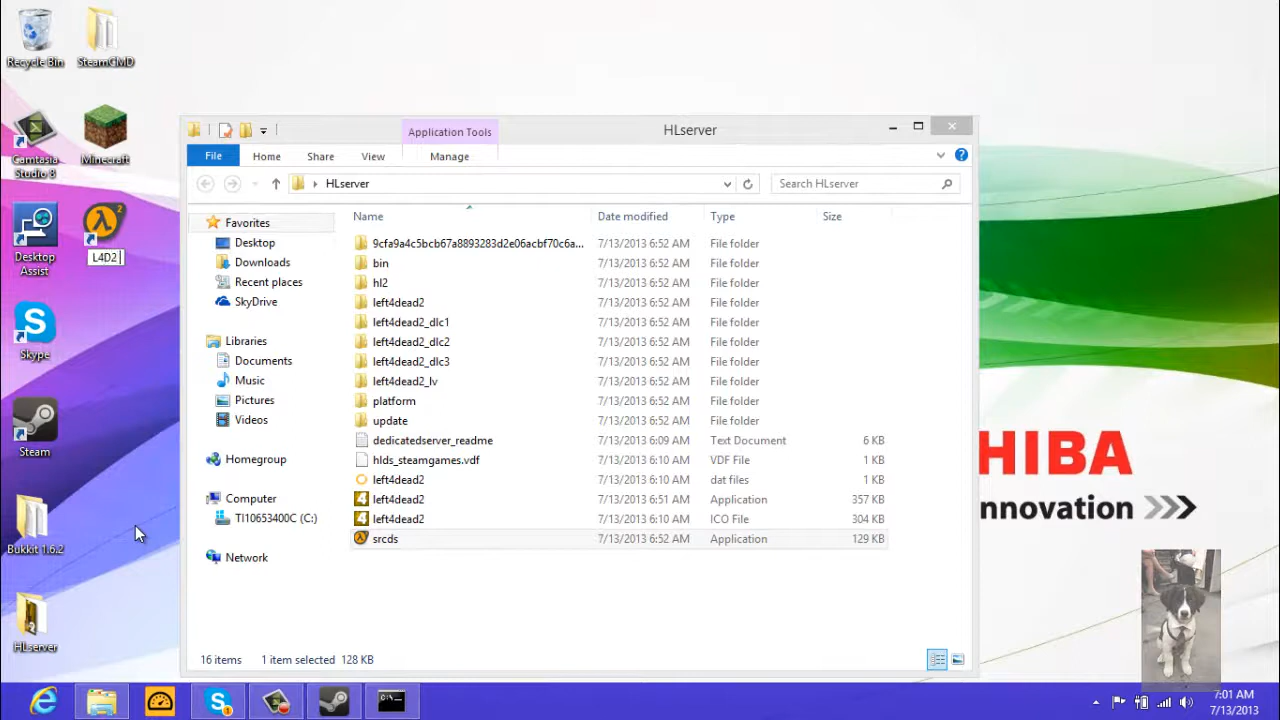 Recycle Bin
SteamCMD
Camtasia
Studio 8
Minecraft
Desktop
Assist
L4D2
Skype
Steam
Bukkit 1.6.2
HLserver
Application Tools
HLserver
File
Home
Share
View
Manage
HLserver
Search HLserver
Favorites
Desktop
Downloads
Recent places
SkyDrive
Libraries
Documents
Music
Pictures
Videos
Homegroup
Computer
TI10653400C (C:)
Network
Name Date modified Type Size
9cfa9a4c5bcb67a8893283d2e06acbf70c6a... 7/13/2013 6:52 AM File folder
bin 7/13/2013 6:52 AM File folder
hl2 7/13/2013 6:52 AM File folder
left4dead2 7/13/2013 6:52 AM File folder
left4dead2_dlc1 7/13/2013 6:52 AM File folder
left4dead2_dlc2 7/13/2013 6:52 AM File folder
left4dead2_dlc3 7/13/2013 6:52 AM File folder
left4dead2_lv 7/13/2013 6:52 AM File folder
platform 7/13/2013 6:52 AM File folder
update 7/13/2013 6:52 AM File folder
dedicatedserver_readme 7/13/2013 6:09 AM Text Document 6 KB
hlds_steamgames.vdf 7/13/2013 6:10 AM VDF File 1 KB
left4dead2 7/13/2013 6:10 AM dat files 1 KB
left4dead2 7/13/2013 6:51 AM Application 357 KB
left4dead2 7/13/2013 6:10 AM ICO File 304 KB
srcds 7/13/2013 6:52 AM Application 129 KB
16 items 1 item selected 128 KB
HIBA
nnovation
7:01 AM
7/13/2013